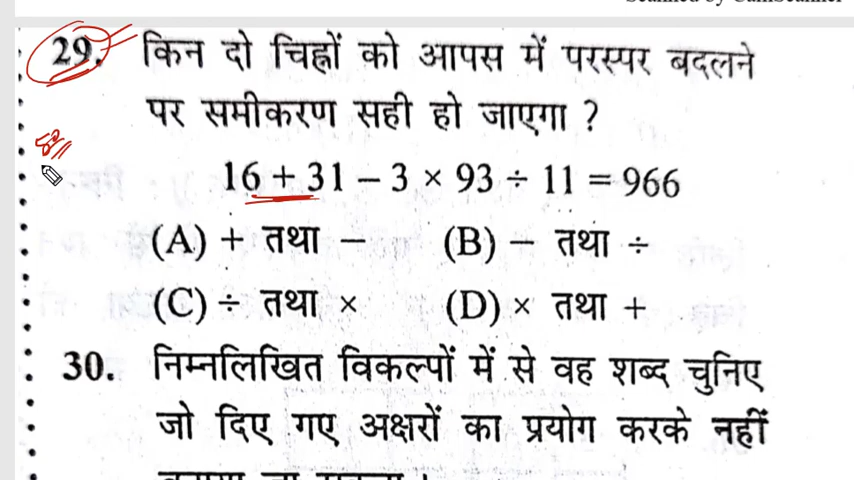 29. किन दो चिह्नों को आपस में परस्पर बदलने
पर समीकरण सही हो जाएगा ?
16 + 31 – 3 × 93 ÷ 11 = 966
(A) + तथा – (B) – तथा ÷
(C) ÷ तथा × (D) × तथा +
30. निम्नलिखित विकल्पों में से वह शब्द चुनिए
जो दिए गए अक्षरों का प्रयोग करके नहीं